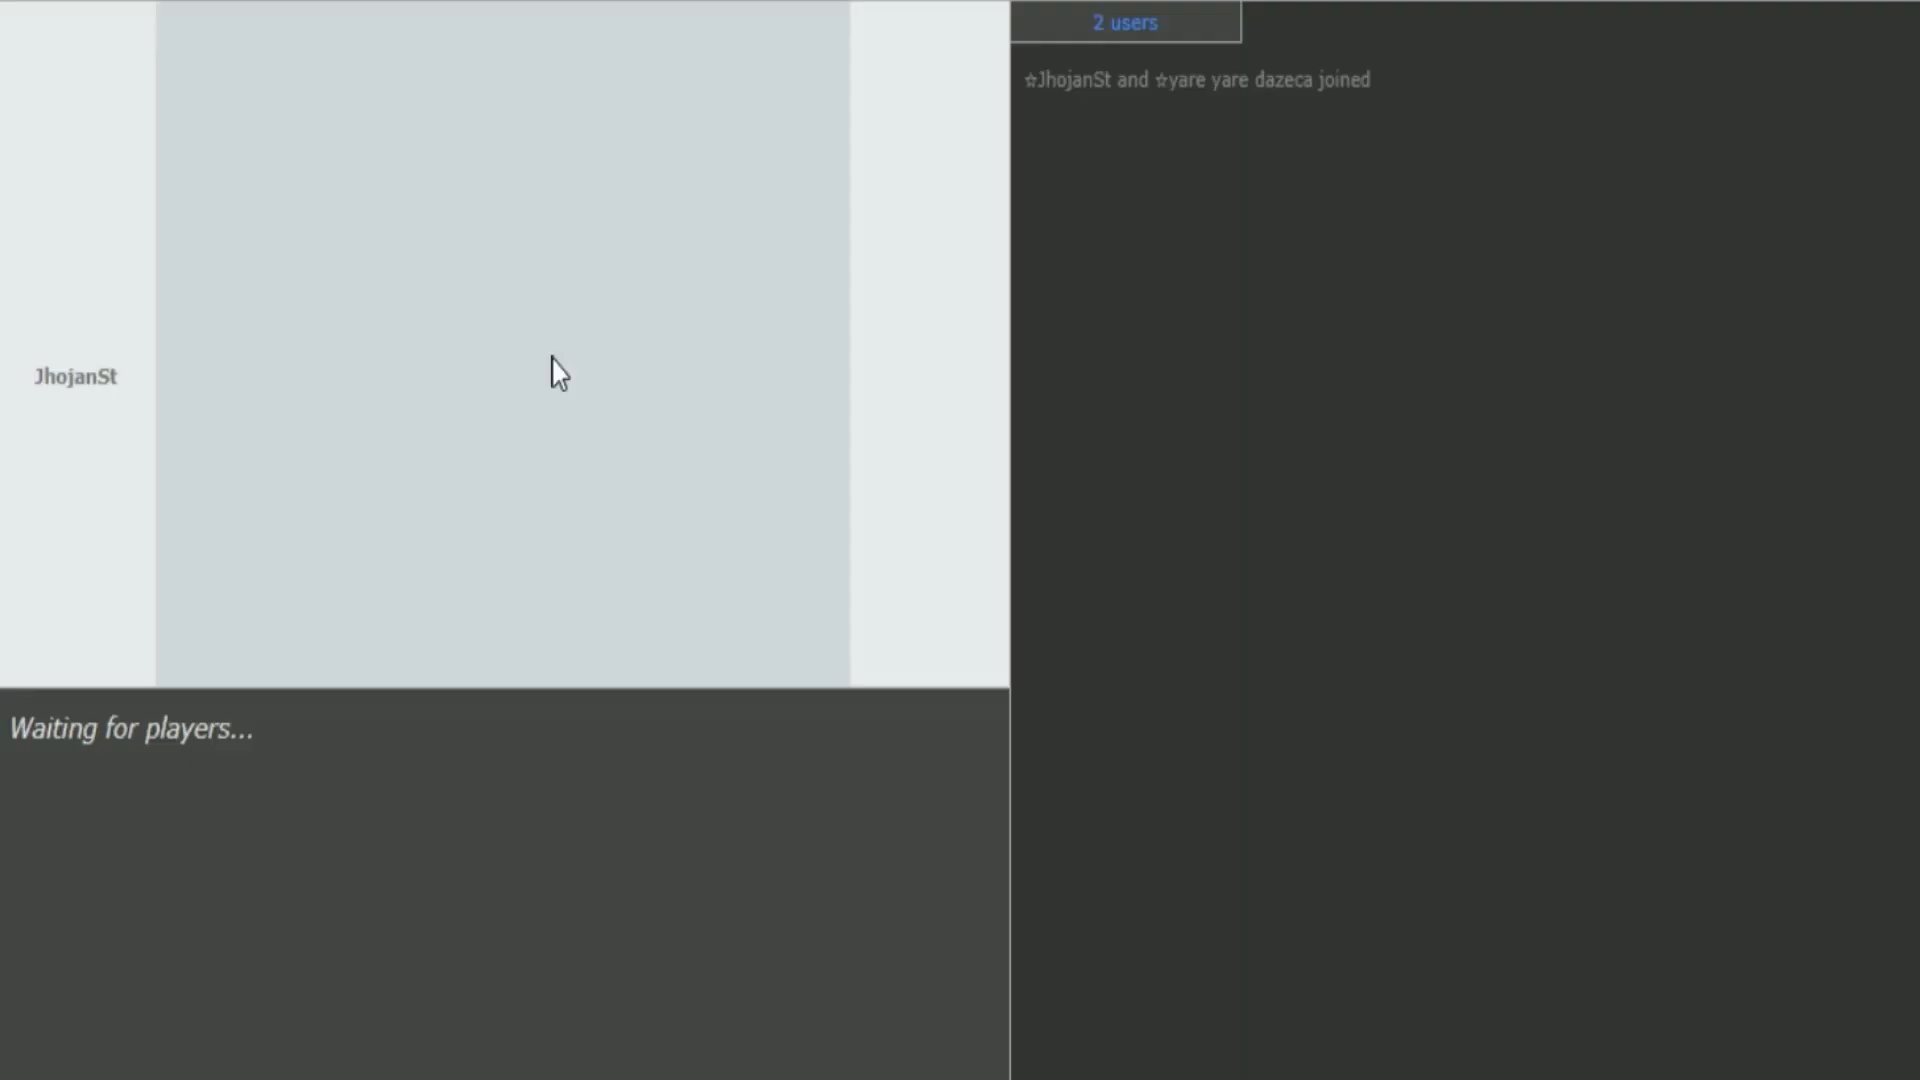 2 users
☆JhojanSt and ☆yare yare dazeca joined
JhojanSt
Waiting for players...